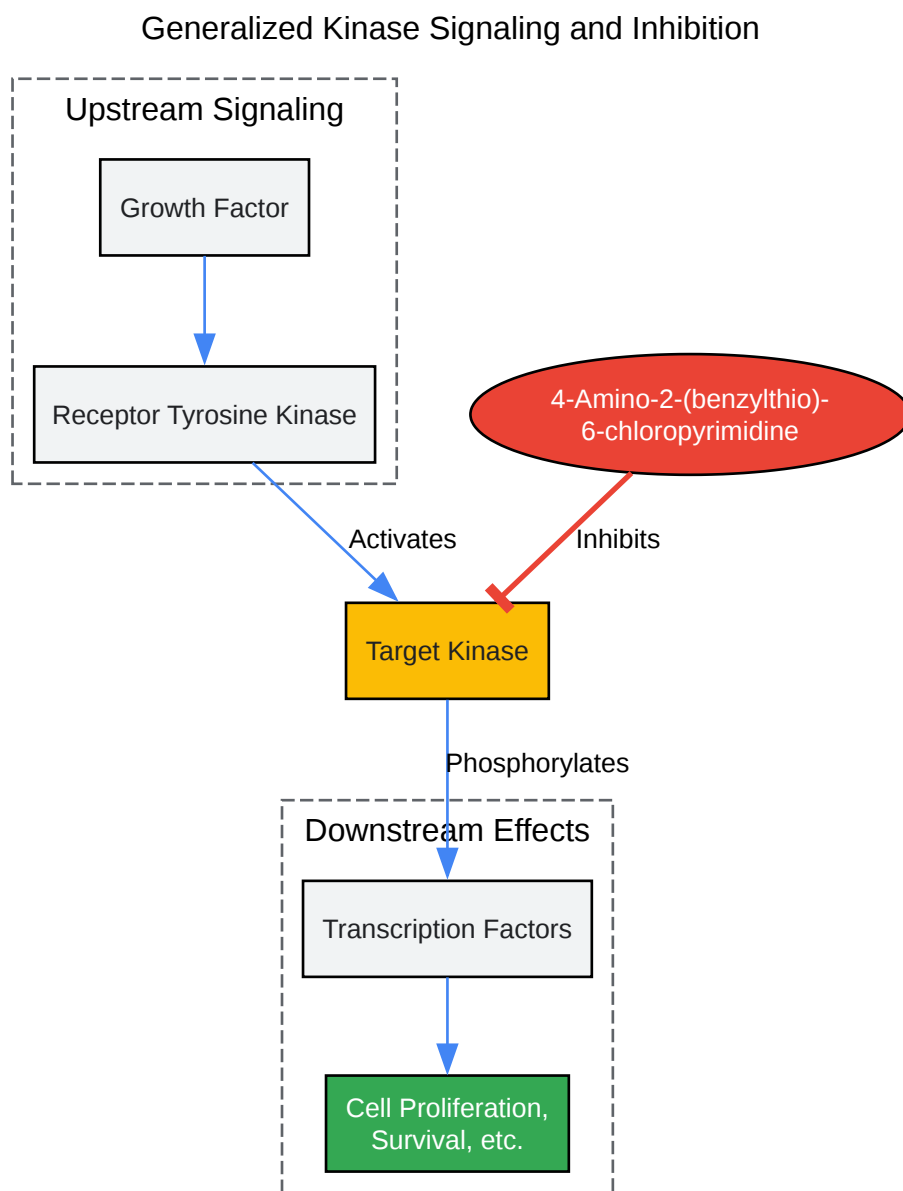 Generalized Kinase Signaling and Inhibition
Upstream Signaling
Growth Factor
Receptor Tyrosine Kinase
4-Amino-2-(benzylthio)-
6-chloropyrimidine
Activates
Inhibits
Target Kinase
Phosphorylates
Downstream Effects
Transcription Factors
Cell Proliferation,
Survival, etc.